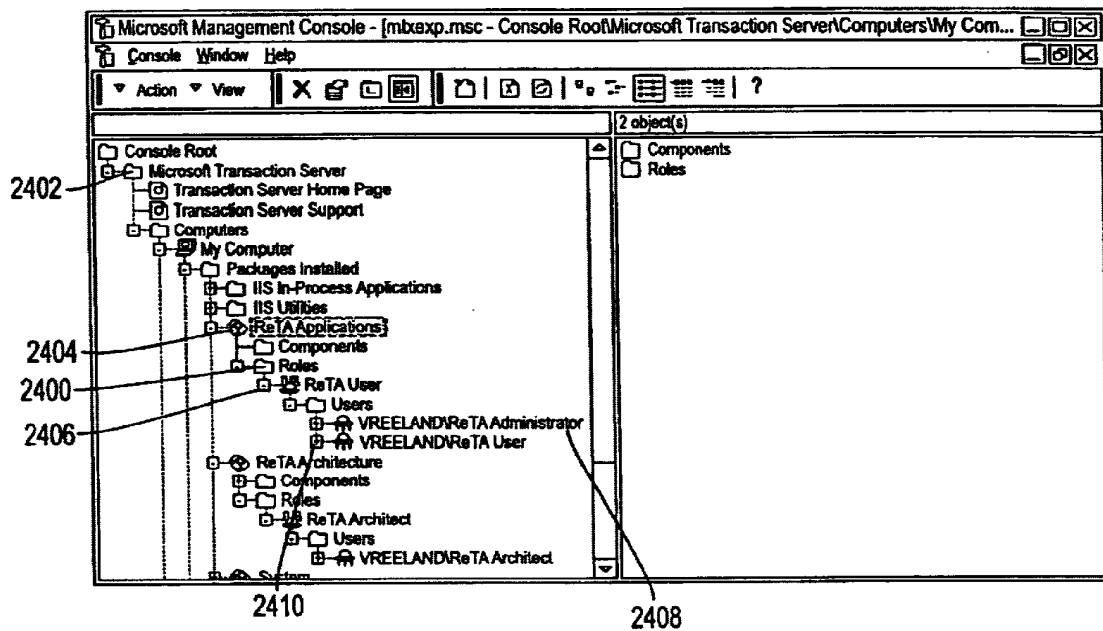 Microsoft Management Console - [mtxexp.msc - Console Root\Microsoft Transaction Server\Computers\My Com...
Console Window Help
Action View ?
2 object(s)
Console Root
Microsoft Transaction Server
Transaction Server Home Page
Transaction Server Support
Computers
My Computer
Packages Installed
IIS In-Process Applications
IIS Utilities
ReTA Applications
Components
Roles
ReTA User
Users
VREELAND\ReTA Administrator
VREELAND\ReTA User
ReTA Architecture
Components
Roles
ReTA Architect
Users
VREELAND\ReTA Architect
System
Components
Roles
2402
2404
2400
2406
2410
2408